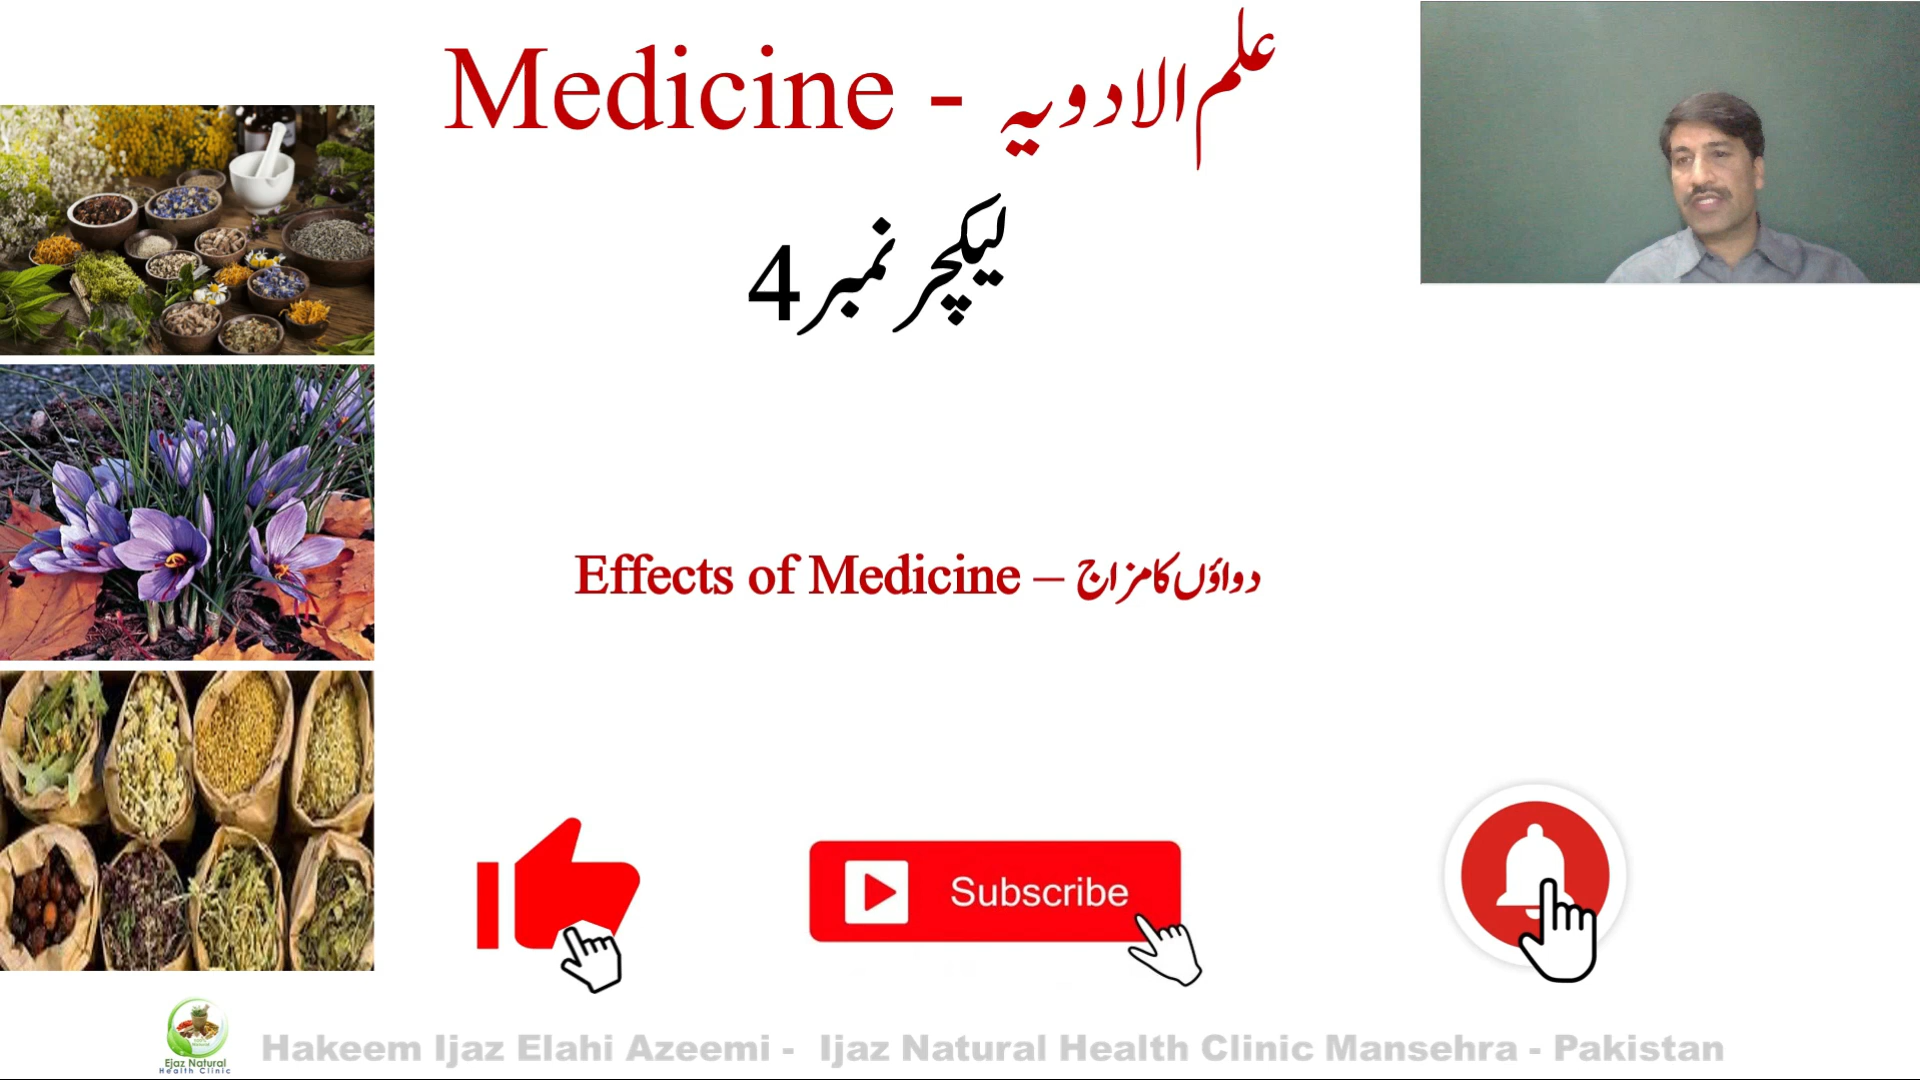 Medicine - علم الادویہ
لیکچر نمبر 4
Effects of Medicine – دواؤں کا مزاج
Subscribe
Ejaz Natural
Health Clinic
Hakeem Ijaz Elahi Azeemi - Ijaz Natural Health Clinic Mansehra - Pakistan